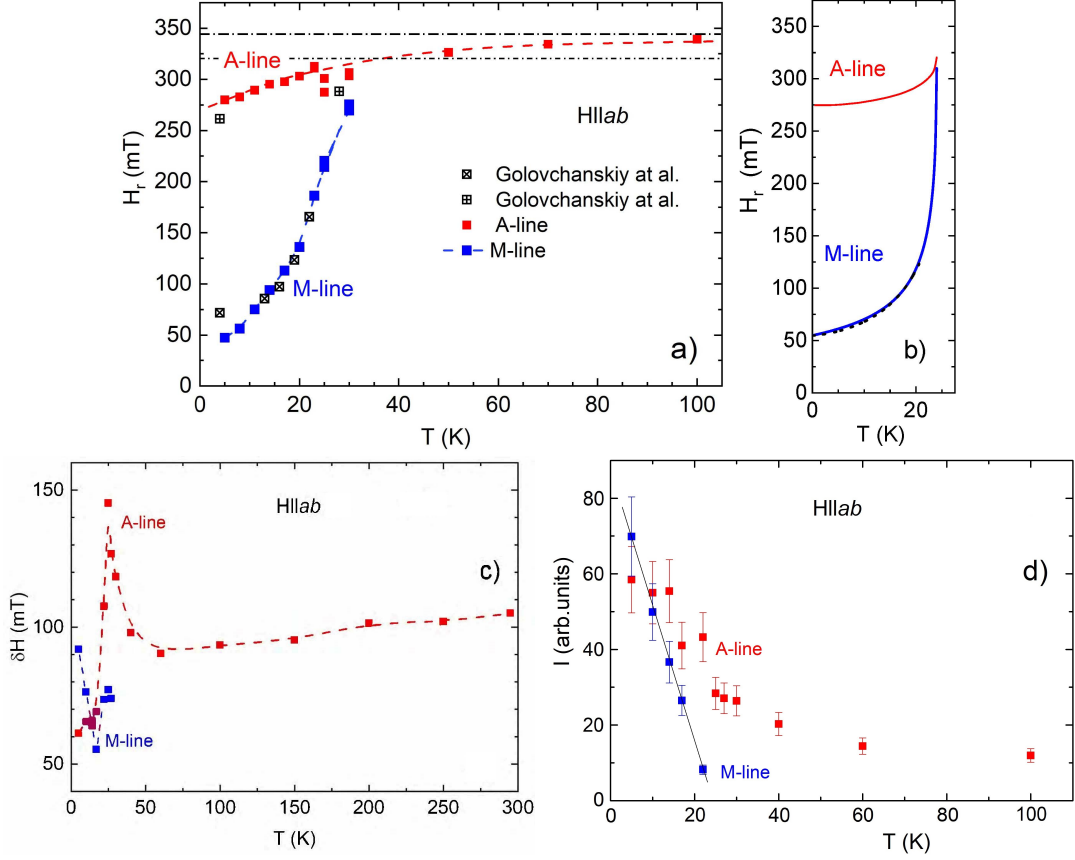 350
300
250
200
150
100
50
0
H_r (mT)
A-line
HIIab
Golovchanskiy at al.
Golovchanskiy at al.
A-line
M-line
M-line
a)
0 20 40 60 80 100
T (K)
350
300
250
200
150
100
50
0
H_r (mT)
A-line
M-line
b)
0 20
T (K)
150
100
50
δH (mT)
HIIab
A-line
c)
M-line
0 50 100 150 200 250 300
T (K)
80
60
40
20
0
I (arb.units)
HIIab
d)
A-line
M-line
0 20 40 60 80 100
T (K)